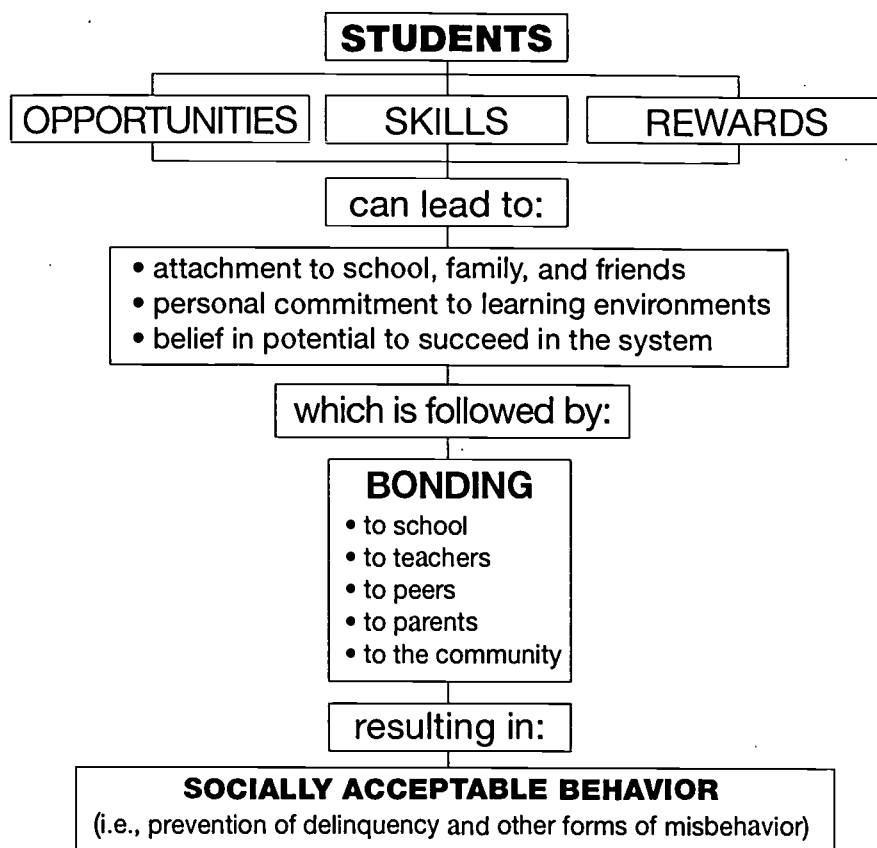 STUDENTS
OPPORTUNITIES SKILLS REWARDS
can lead to:
• attachment to school, family, and friends
• personal commitment to learning environments
• belief in potential to succeed in the system
which is followed by:
BONDING
• to school
• to teachers
• to peers
• to parents
• to the community
resulting in:
SOCIALLY ACCEPTABLE BEHAVIOR
(i.e., prevention of delinquency and other forms of misbehavior)